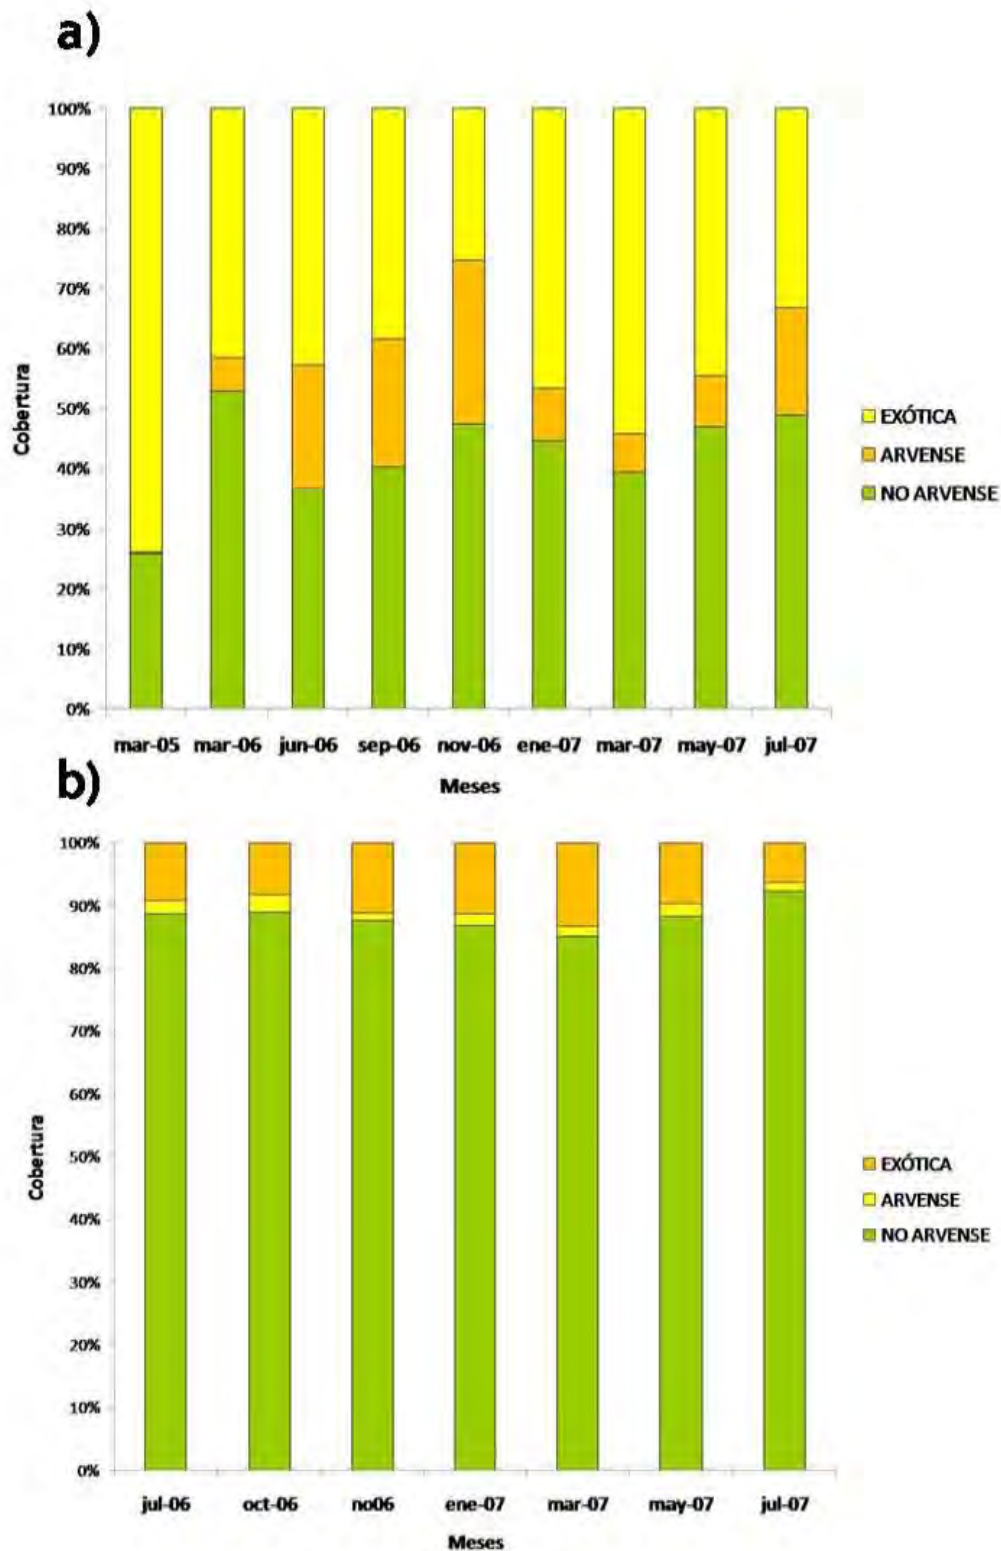 a)
100%
90%
80%
70%
60%
50%
40%
30%
20%
10%
0%
Cobertura
EXÓTICA
ARVENSE
NO ARVENSE
mar-05 mar-06 jun-06 sep-06 nov-06 ene-07 mar-07 may-07 jul-07
Meses
b)
100%
90%
80%
70%
60%
50%
40%
30%
20%
10%
0%
Cobertura
EXÓTICA
ARVENSE
NO ARVENSE
jul-06 oct-06 no06 ene-07 mar-07 may-07 jul-07
Meses